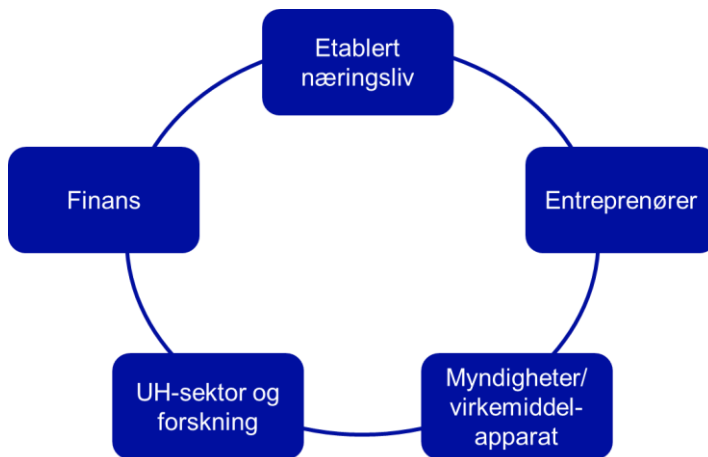 Etablert
næringsliv
Finans
Entreprenører
UH-sektor og
forskning
Myndigheter/
virkemiddel-
apparat